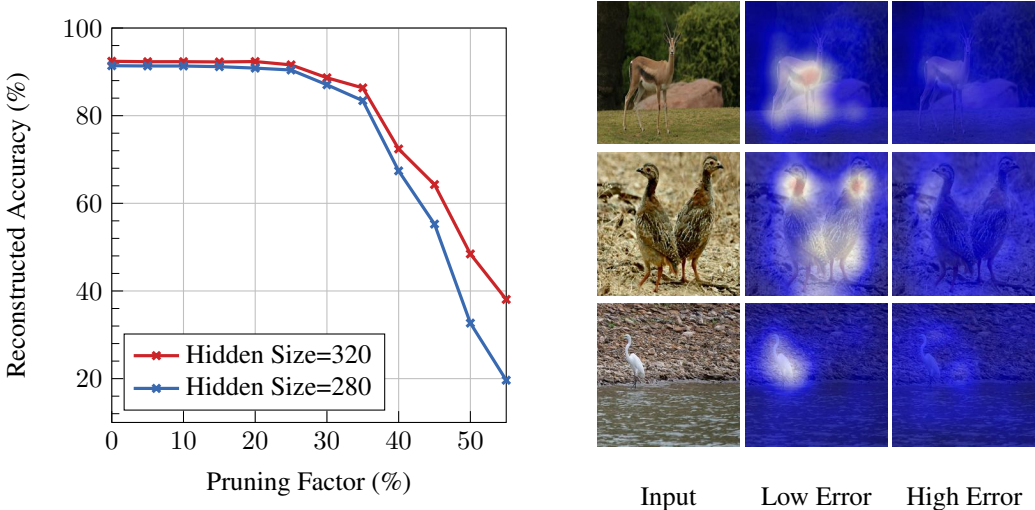 100
80
60
40
20
Reconstructed Accuracy (%)
Hidden Size=320
Hidden Size=280
0 10 20 30 40 50
Pruning Factor (%)
Input Low Error High Error